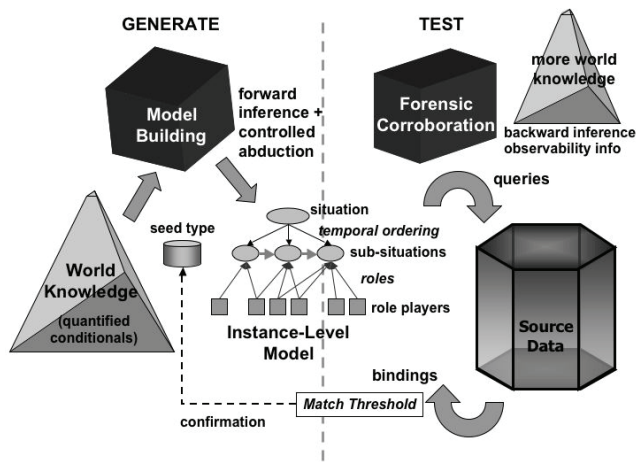 GENERATE
TEST
Model
Building
forward
inference +
controlled
abduction
Forensic
Corroboration
more world
knowledge
backward inference
observability info
queries
situation
temporal ordering
seed type
sub-situations
World
Knowledge
(quantified
conditionals)
roles
role players
Instance-Level
Model
Source
Data
bindings
Match Threshold
confirmation